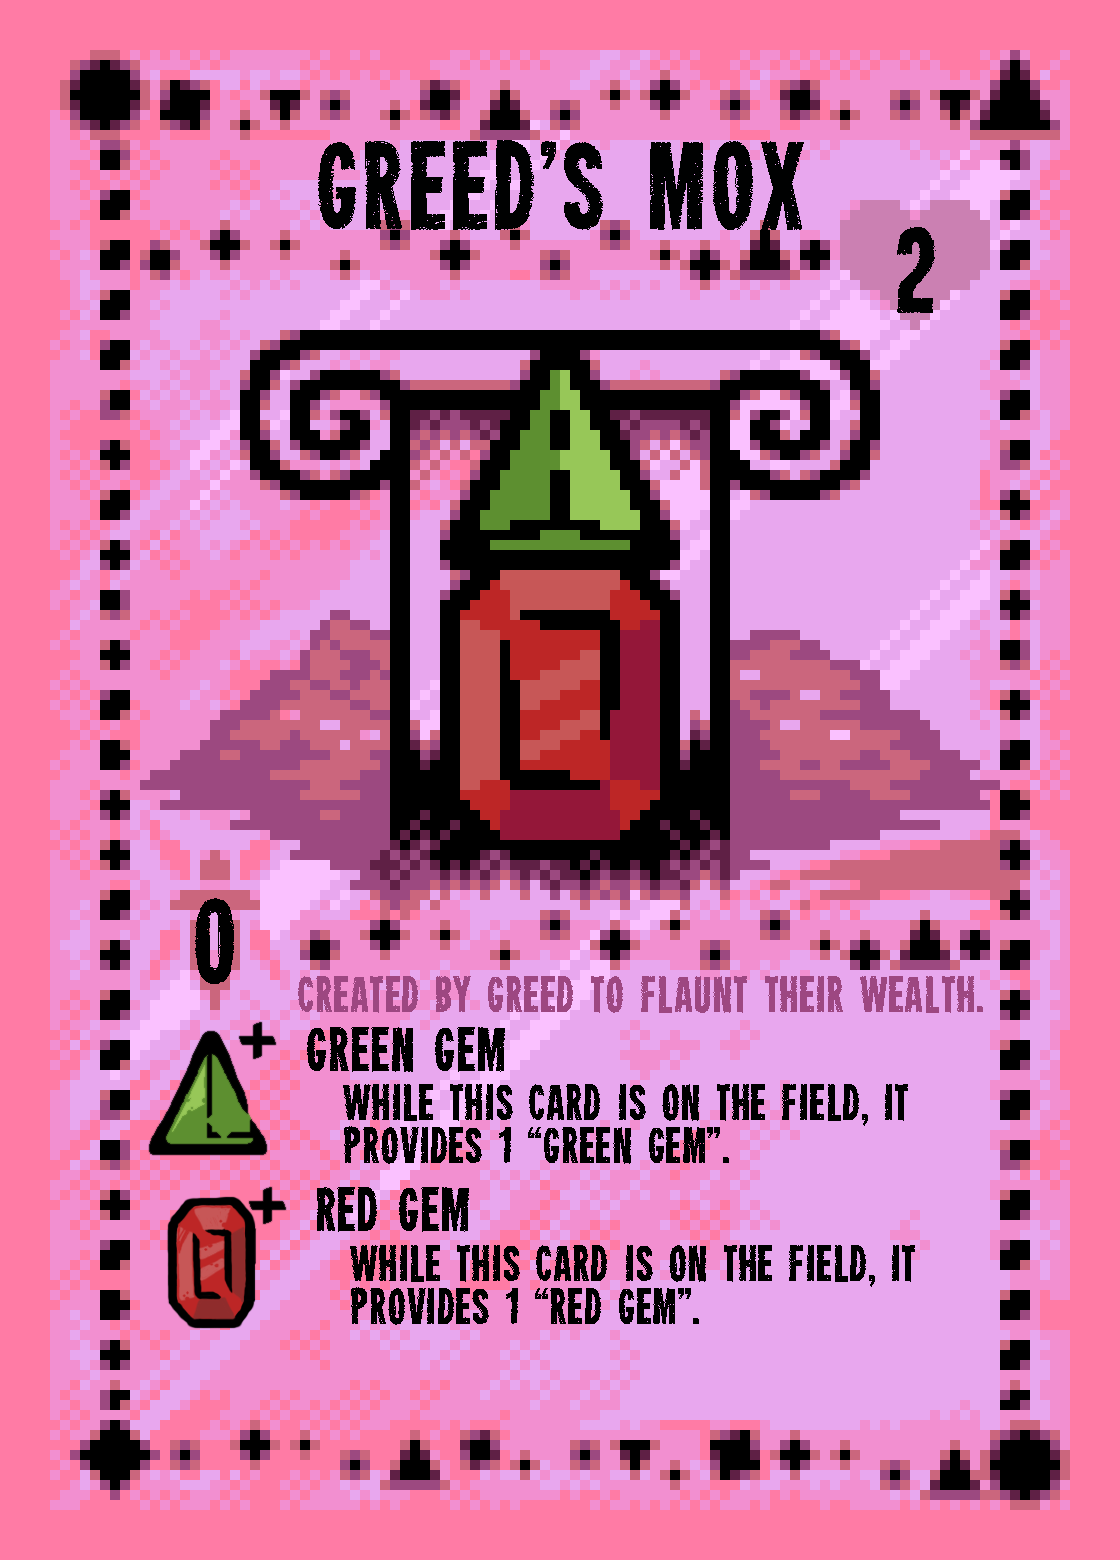 GREED'S MOX
2
0
CREATED BY GREED TO FLAUNT THEIR WEALTH.
GREEN GEM
WHILE THIS CARD IS ON THE FIELD, IT
PROVIDES 1 “GREEN GEM”.
RED GEM
WHILE THIS CARD IS ON THE FIELD, IT
PROVIDES 1 “RED GEM”.